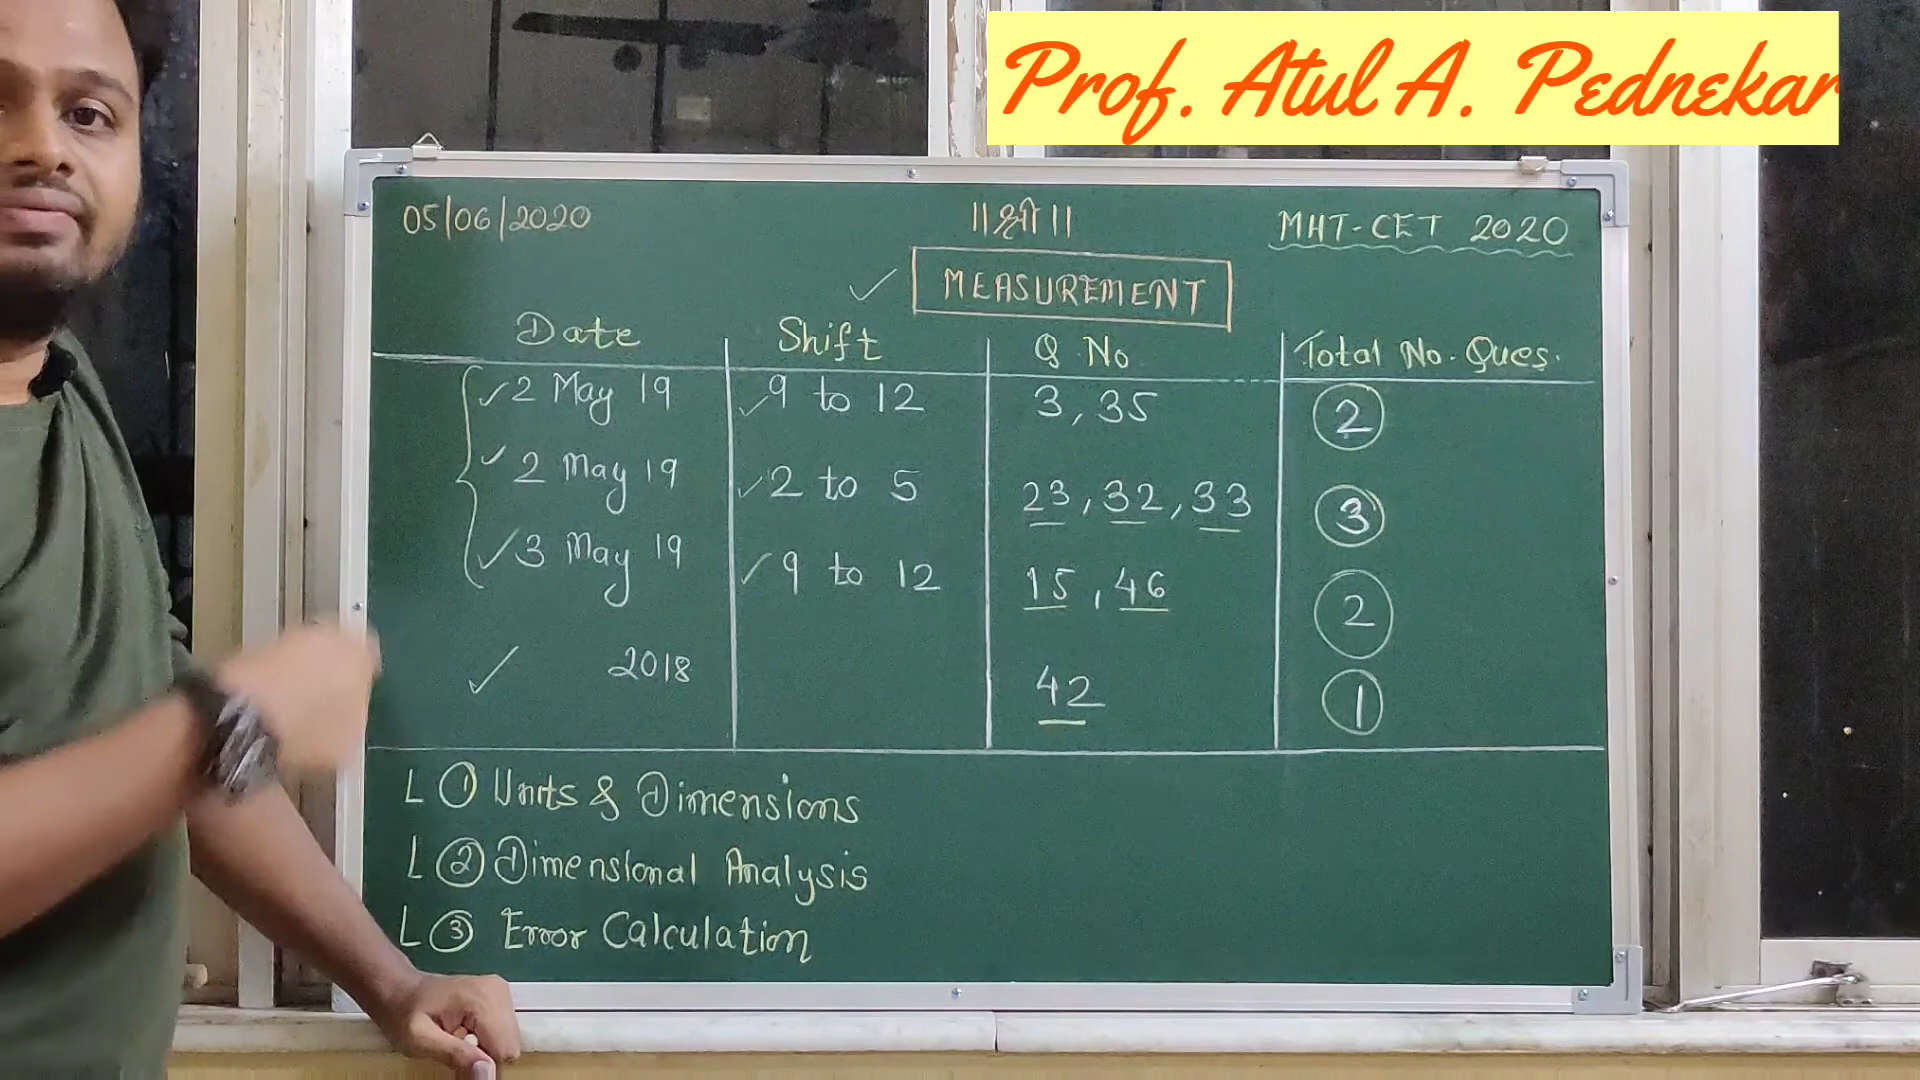 Prof. Atul A. Pednekar
05/06/2020 ॥श्री॥ MHT-CET 2020
✓ MEASUREMENT
Date Shift Q No Total No. Ques.
✓2 May 19 ✓9 to 12 3, 35 2
✓2 May 19 ✓2 to 5 23, 32, 33 3
✓3 May 19 ✓9 to 12 15, 46 2
✓ 2018 42 1
L ① Units & Dimensions
L ② Dimensional Analysis
L ③ Error Calculation